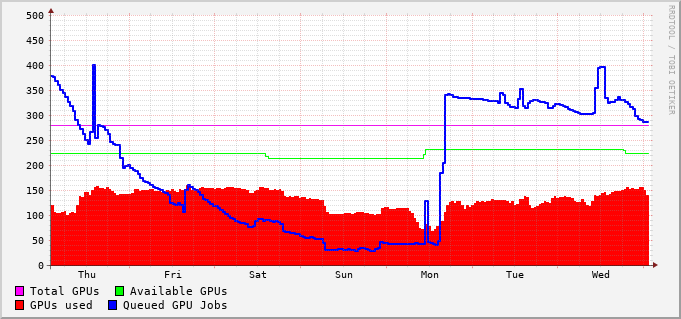 500
450
400
350
300
250
200
150
100
50
0
Thu Fri Sat Sun Mon Tue Wed
Total GPUs Available GPUs
GPUs used Queued GPU Jobs
RRDTOOL / TOBI OETIKER